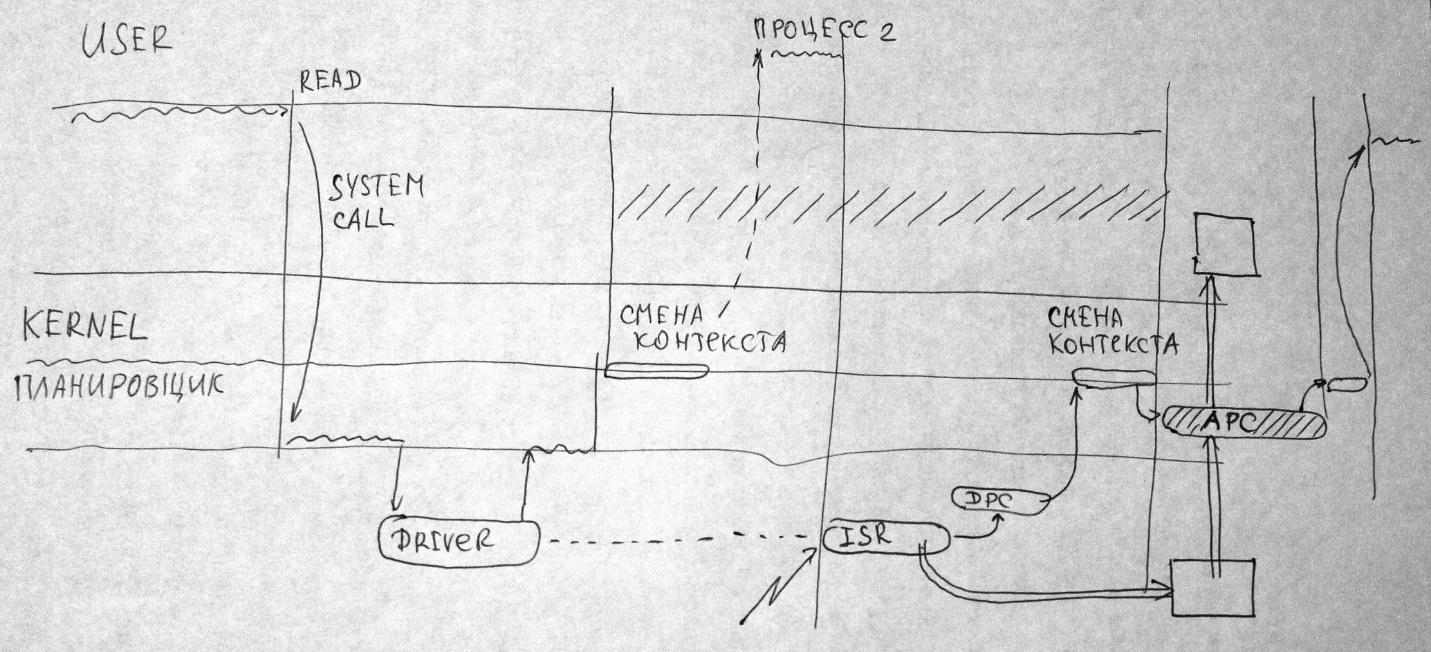 USER
ПРОЦЕСС 2
READ
SYSTEM
CALL
KERNEL
СМЕНА
КОНТЕКСТА
СМЕНА
КОНТЕКСТА
ПЛАНИРОВЩИК
APC
DPC
DRIVER
ISR